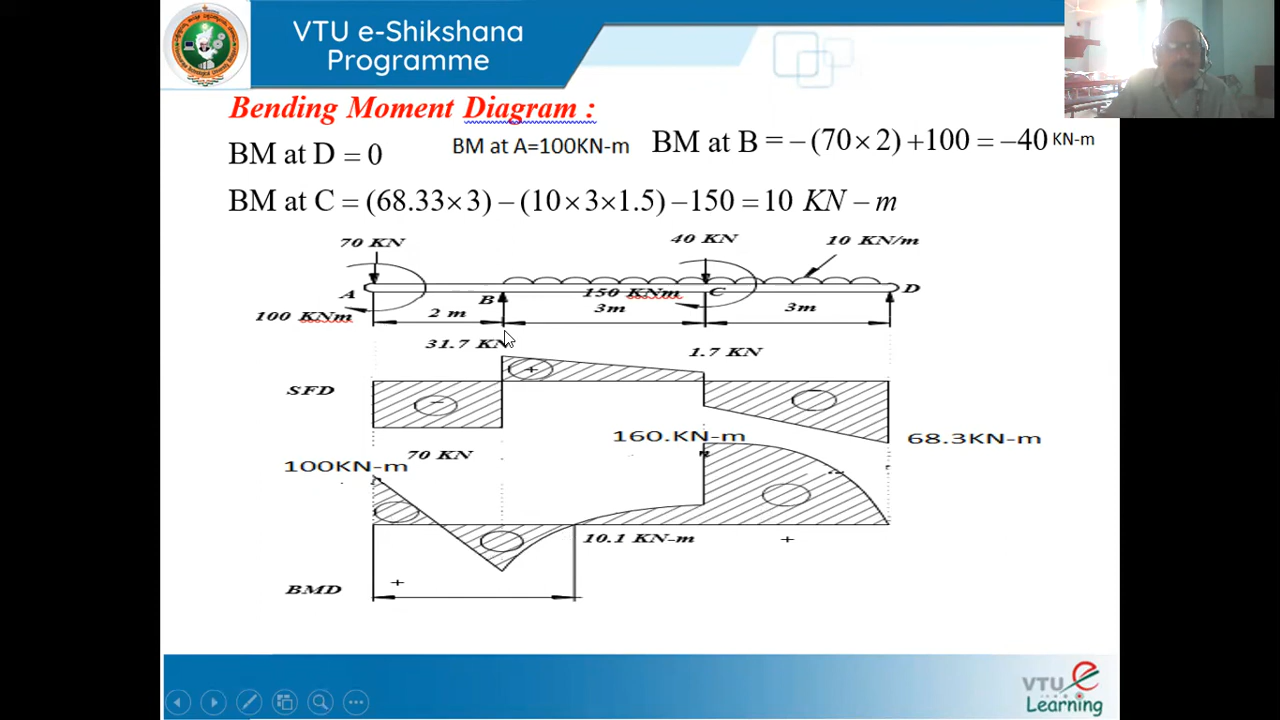 VTU e-Shikshana
Programme
Bending Moment Diagram :
BM at D = 0
BM at A=100KN-m
BM at B = −(70×2)+100 = −40 KN-m
BM at C = (68.33×3) −(10×3×1.5) −150 =10 KN − m
70 KN
40 KN
10 KN/m
A
B
150 KNm
C
D
100 KNm
2 m
3m
3m
31.7 KN
1.7 KN
+
SFD
−
−
160.KN-m
68.3KN-m
70 KN
100KN-m
10.1 KN-m
+
+
BMD
VTU
Learning